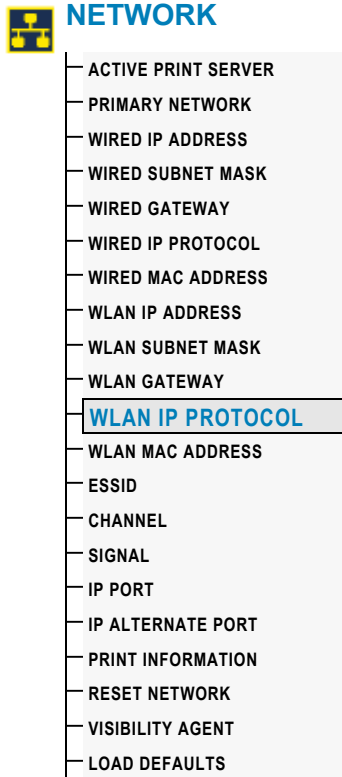 NETWORK
ACTIVE PRINT SERVER
PRIMARY NETWORK
WIRED IP ADDRESS
WIRED SUBNET MASK
WIRED GATEWAY
WIRED IP PROTOCOL
WIRED MAC ADDRESS
WLAN IP ADDRESS
WLAN SUBNET MASK
WLAN GATEWAY
WLAN IP PROTOCOL
WLAN MAC ADDRESS
ESSID
CHANNEL
SIGNAL
IP PORT
IP ALTERNATE PORT
PRINT INFORMATION
RESET NETWORK
VISIBILITY AGENT
LOAD DEFAULTS